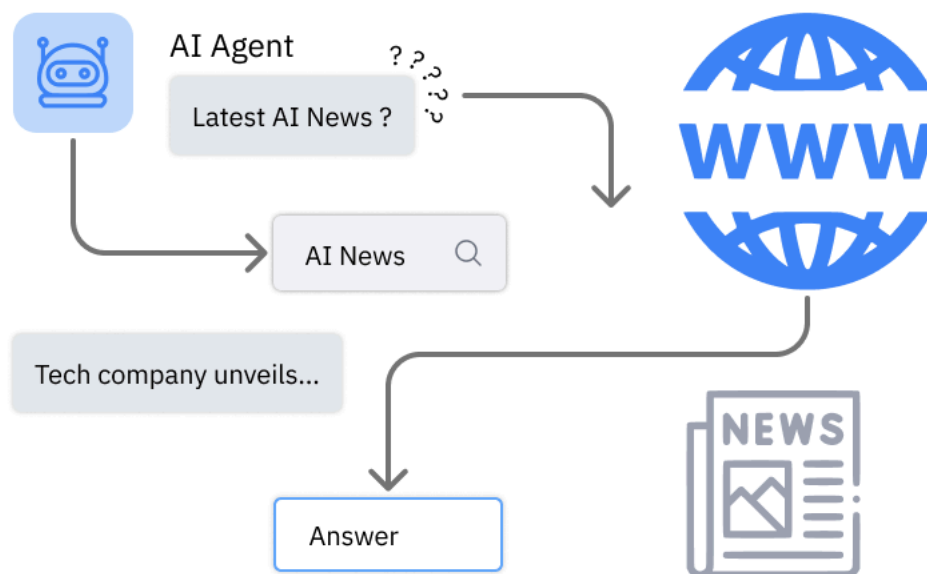 AI Agent
? ? ? ? ?
Latest AI News ?
WWW
AI News
Tech company unveils...
NEWS
Answer